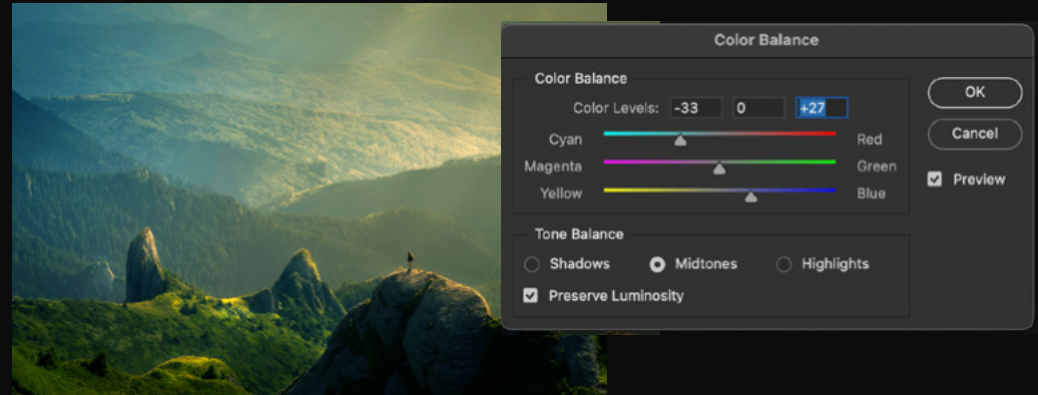 Color Balance
Color Balance
Color Levels: -33 0 +27
Cyan Red
Magenta Green
Yellow Blue
Tone Balance
Shadows Midtones Highlights
Preserve Luminosity
OK
Cancel
Preview